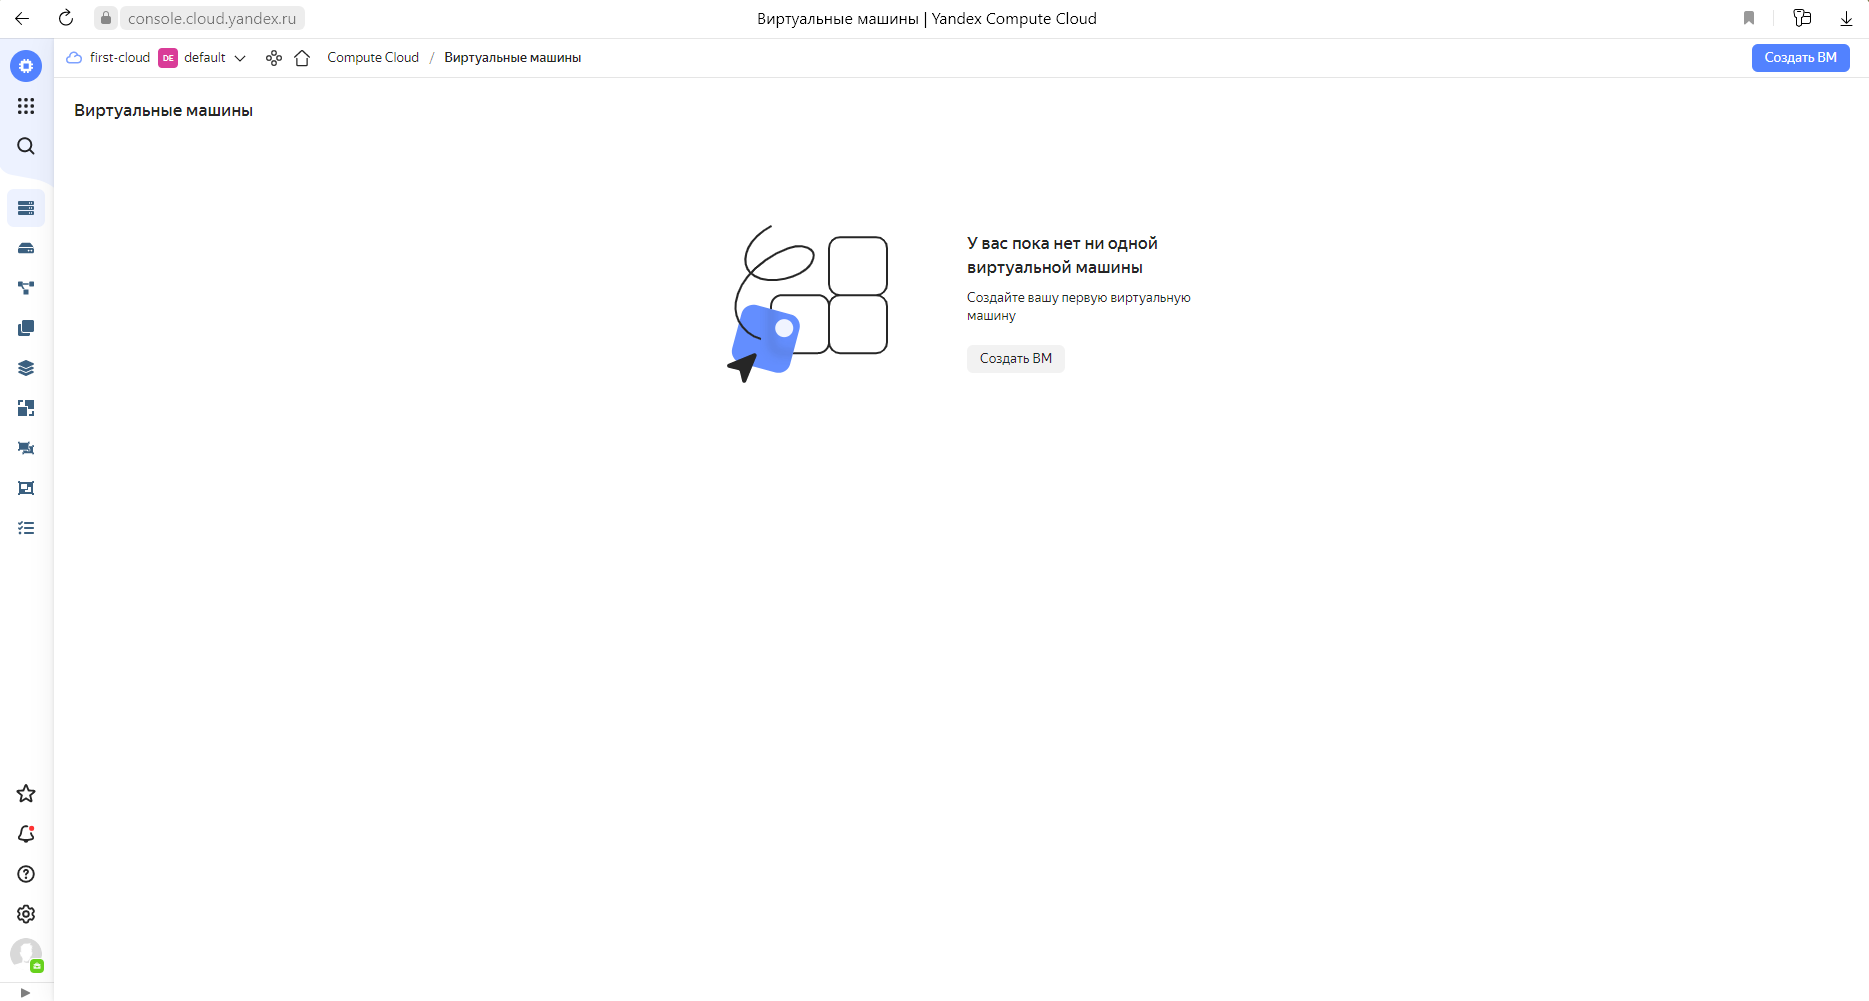 console.cloud.yandex.ru
Виртуальные машины | Yandex Compute Cloud
first-cloud DE default Compute Cloud / Виртуальные машины
Создать ВМ
Виртуальные машины
У вас пока нет ни одной
виртуальной машины
Создайте вашу первую виртуальную
машину
Создать ВМ